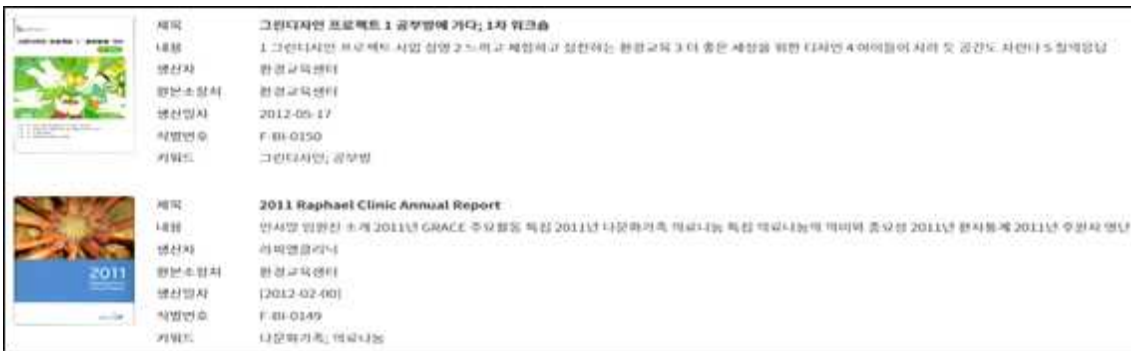 제목 그린디자인 프로젝트 1 공부방에 가다; 1차 워크숍
내용 1 그린디자인 프로젝트 사업 설명 2 느끼고 체험하고 실천하는 환경교육 3 더 좋은 세상을 위한 디자인 4 아이들이 자라 듯 공간도 자란다 5 질의응답
생산자 환경교육센터
원본소장처 환경교육센터
생산일자 2012-05-17
식별번호 F-BI-0150
키워드 그린디자인; 공부방
2011
제목 2011 Raphael Clinic Annual Report
내용 인사말 임원진 소개 2011년 GRACE 주요활동 특집 2011년 다문화가족 의료나눔 특집 의료나눔의 의미와 중요성 2011년 환자통계 2011년 후원자 명단
생산자 라파엘클리닉
원본소장처 환경교육센터
생산일자 [2012-02-00]
식별번호 F-BI-0149
키워드 다문화가족; 의료나눔